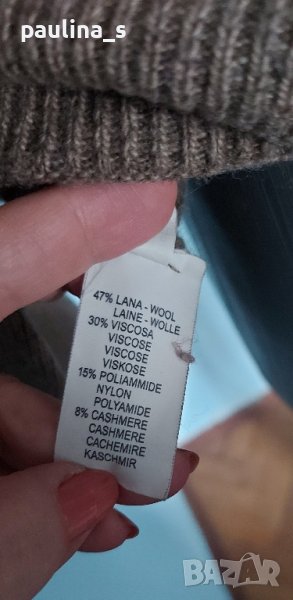 paulina_s
47% LANA - WOOL
LAINE - WOLLE
30% VISCOSA
VISCOSE
VISCOSE
VISKOSE
15% POLIAMMIDE
NYLON
POLYAMIDE
8% CASHMERE
CASHMERE
CACHEMIRE
KASCHMIR
BAZAR